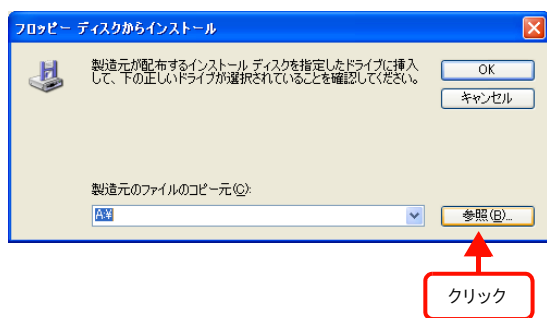 フロッピー ディスクからインストール
製造元が配布するインストール ディスクを指定したドライブに挿入
して、下の正しいドライブが選択されていることを確認してください。
OK
キャンセル
製造元のファイルのコピー元(C):
A:¥
参照(B)...
クリック